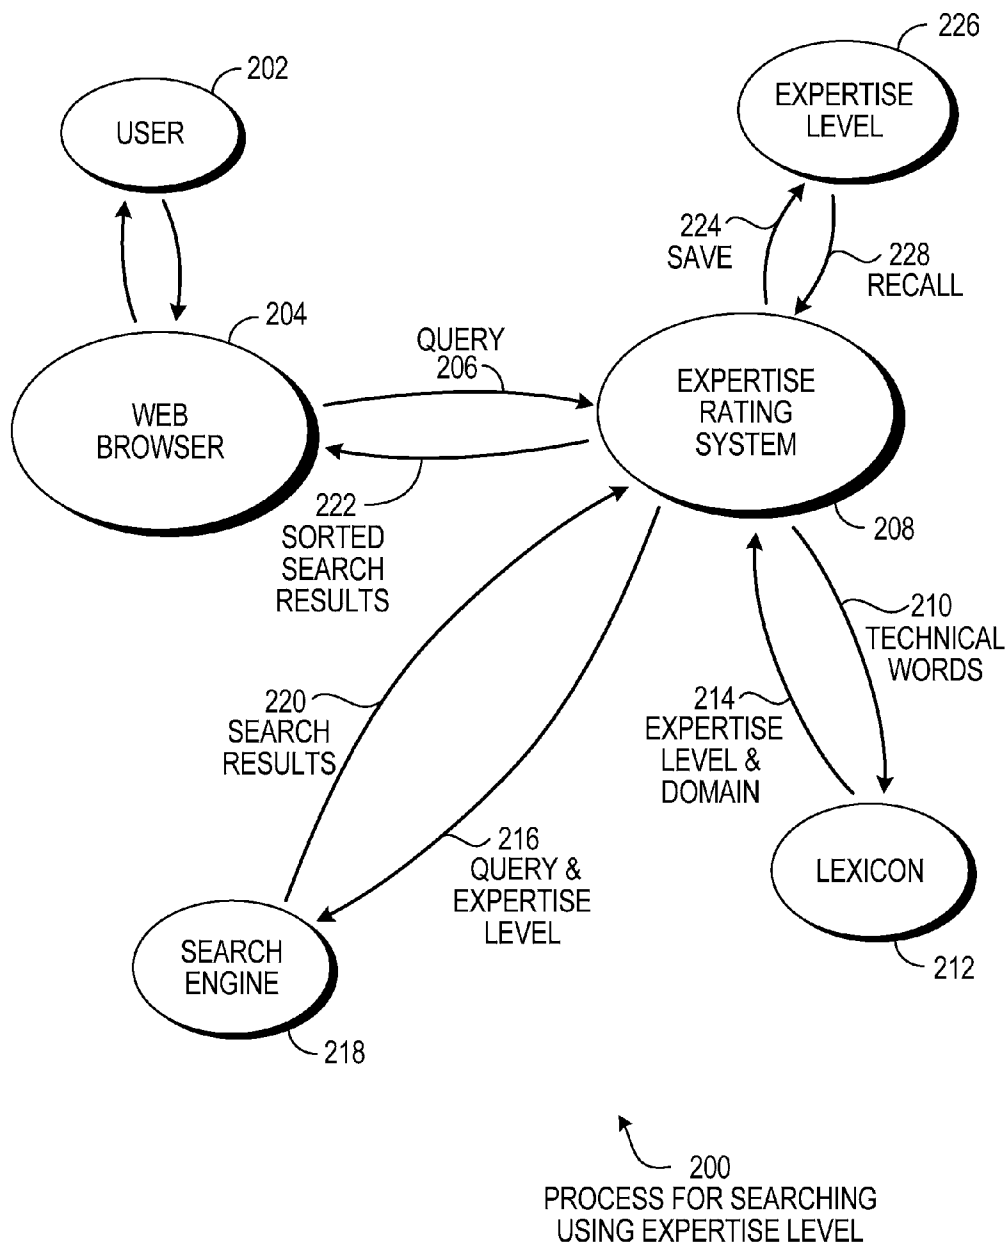 226
202
EXPERTISE
LEVEL
USER
224
SAVE
228
RECALL
204
QUERY
206
EXPERTISE
RATING
SYSTEM
WEB
BROWSER
222
SORTED
SEARCH
RESULTS
208
210
TECHNICAL
WORDS
220
SEARCH
RESULTS
214
EXPERTISE
LEVEL &
DOMAIN
216
QUERY &
EXPERTISE
LEVEL
LEXICON
SEARCH
ENGINE
212
218
200
PROCESS FOR SEARCHING
USING EXPERTISE LEVEL